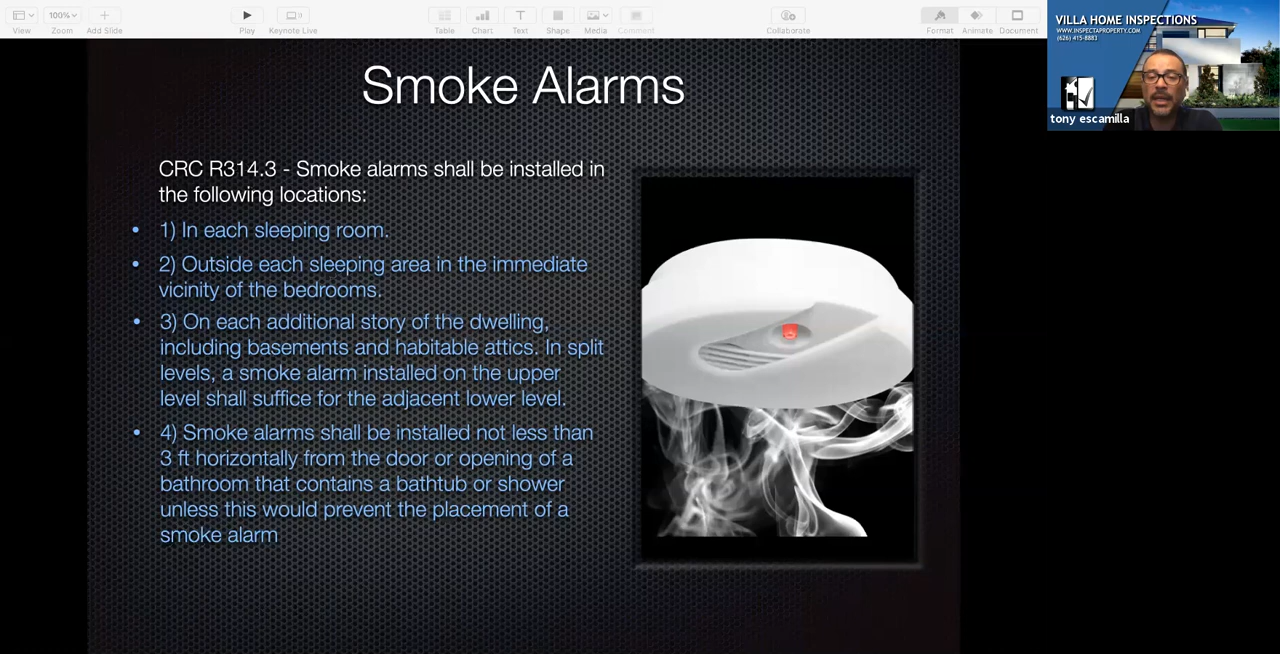 View
100%
Zoom
Add Slide
Play
Keynote Live
Table
Chart
Text
Shape
Media
Comment
Collaborate
Format
Animate
Document
VILLA HOME INSPECTIONS
WWW.INSPECTAPROPERTY.COM
(626) 415-8883
tony escamilla
Smoke Alarms
CRC R314.3 - Smoke alarms shall be installed in
the following locations:
• 1) In each sleeping room.
• 2) Outside each sleeping area in the immediate
vicinity of the bedrooms.
• 3) On each additional story of the dwelling,
including basements and habitable attics. In split
levels, a smoke alarm installed on the upper
level shall suffice for the adjacent lower level.
• 4) Smoke alarms shall be installed not less than
3 ft horizontally from the door or opening of a
bathroom that contains a bathtub or shower
unless this would prevent the placement of a
smoke alarm